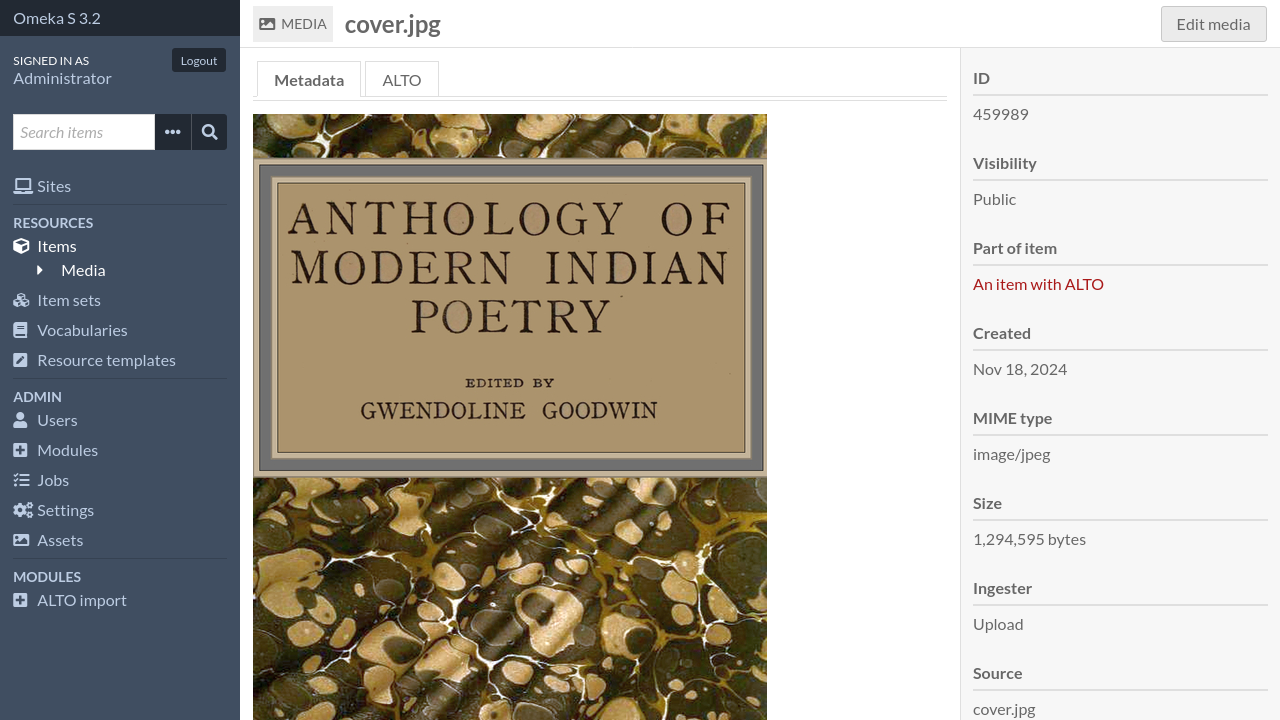 Omeka S 3.2
SIGNED IN AS
Administrator
Logout
Search items
Sites
RESOURCES
Items
Media
Item sets
Vocabularies
Resource templates
ADMIN
Users
Modules
Jobs
Settings
Assets
MODULES
ALTO import
MEDIA
cover.jpg
Edit media
Metadata
ALTO
ANTHOLOGY OF
MODERN INDIAN
POETRY
EDITED BY
GWENDOLINE GOODWIN
ID
459989
Visibility
Public
Part of item
An item with ALTO
Created
Nov 18, 2024
MIME type
image/jpeg
Size
1,294,595 bytes
Ingester
Upload
Source
cover.jpg